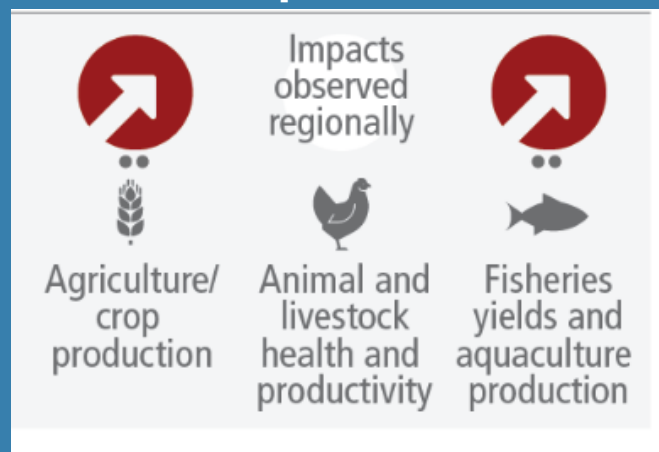 Impacts
observed
regionally
Agriculture/
crop
production
Animal and
livestock
health and
productivity
Fisheries
yields and
aquaculture
production